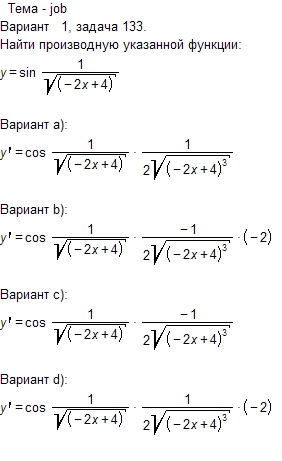 Тема - job
Вариант 1, задача 133.
Найти производную указанной функции:
y = sin 1/√(−2x+4)
Вариант a):
y' = cos 1/√(−2x+4) · 1/2√(−2x+4)³
Вариант b):
y' = cos 1/√(−2x+4) · −1/2√(−2x+4)³ · (−2)
Вариант c):
y' = cos 1/√(−2x+4) · −1/2√(−2x+4)³
Вариант d):
y' = cos 1/√(−2x+4) · 1/2√(−2x+4)³ · (−2)